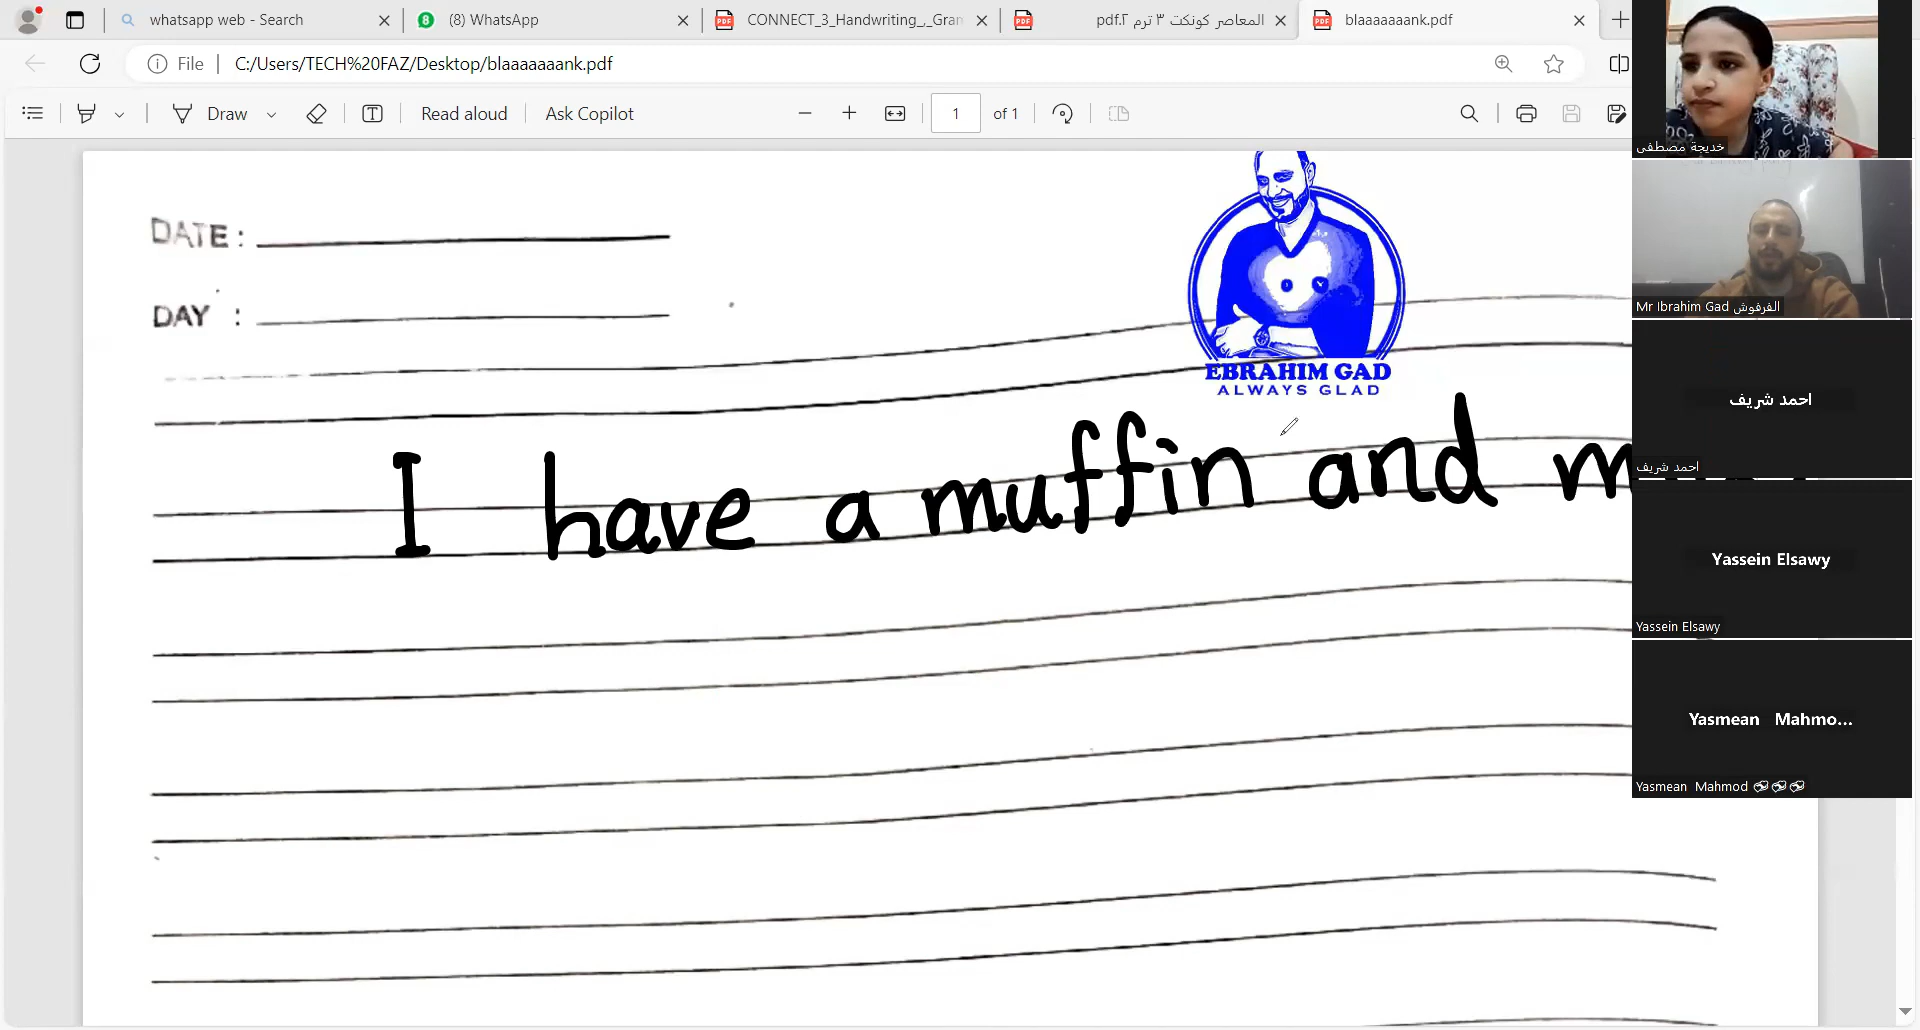 whatsapp web - Search
(8) WhatsApp
CONNECT_3_Handwriting_,_Gran
المعاصر كونكت ٣ ترم ٢.pdf
blaaaaaaank.pdf
File
C:/Users/TECH%20FAZ/Desktop/blaaaaaaank.pdf
Draw
Read aloud
Ask Copilot
1
of 1
DATE :
DAY :
EBRAHIM GAD
ALWAYS GLAD
I have a muffin and
خديجة مصطفى
Mr Ibrahim Gad الفرفوش
احمد شريف
احمد شريف
Yassein Elsawy
Yassein Elsawy
Yasmean Mahmo...
Yasmean Mahmod